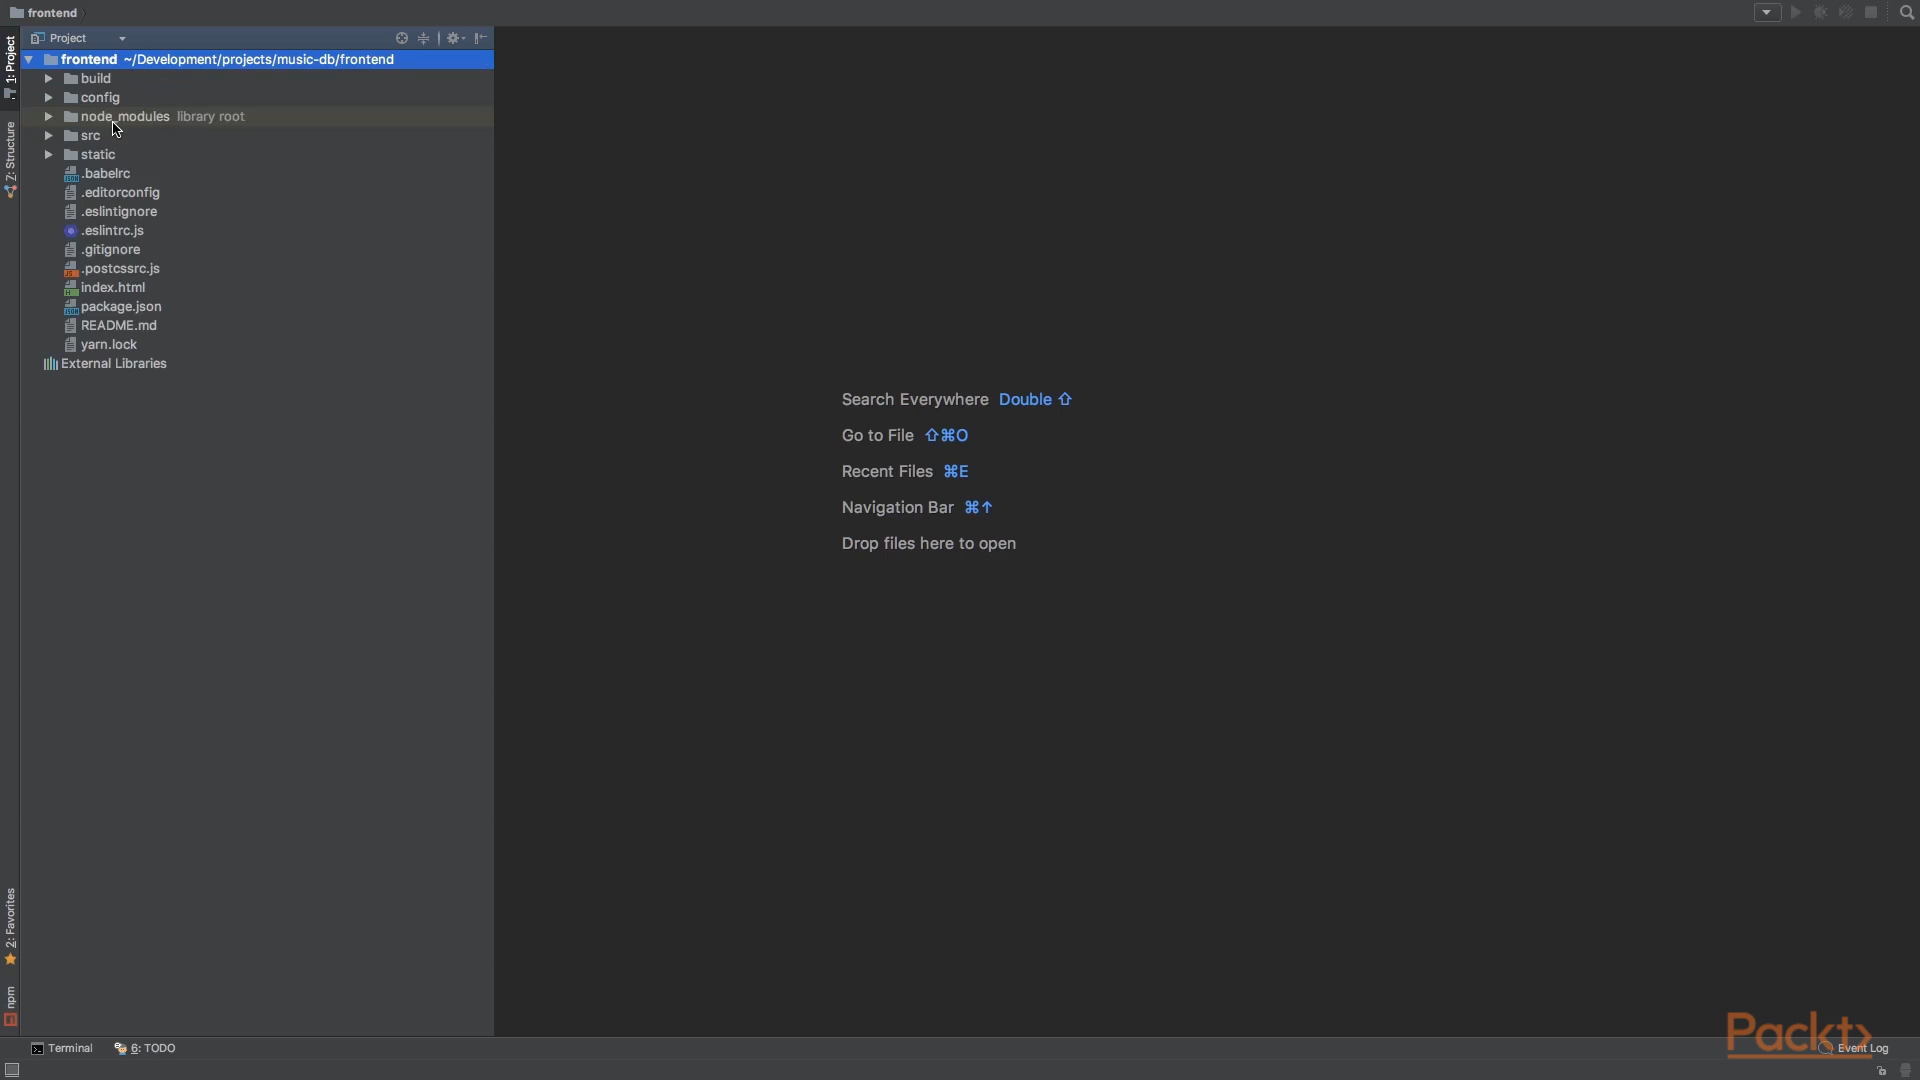 frontend
Project
1: Project
frontend ~/Development/projects/music-db/frontend
build
config
node_modules library root
src
static
.babelrc
.editorconfig
.eslintignore
.eslintrc.js
.gitignore
.postcssrc.js
index.html
package.json
README.md
yarn.lock
External Libraries
Z: Structure
Search Everywhere Double ⇧
Go to File ⇧⌘O
Recent Files ⌘E
Navigation Bar ⌘↑
Drop files here to open
2: Favorites
npm
Packt>
Terminal
6: TODO
Event Log